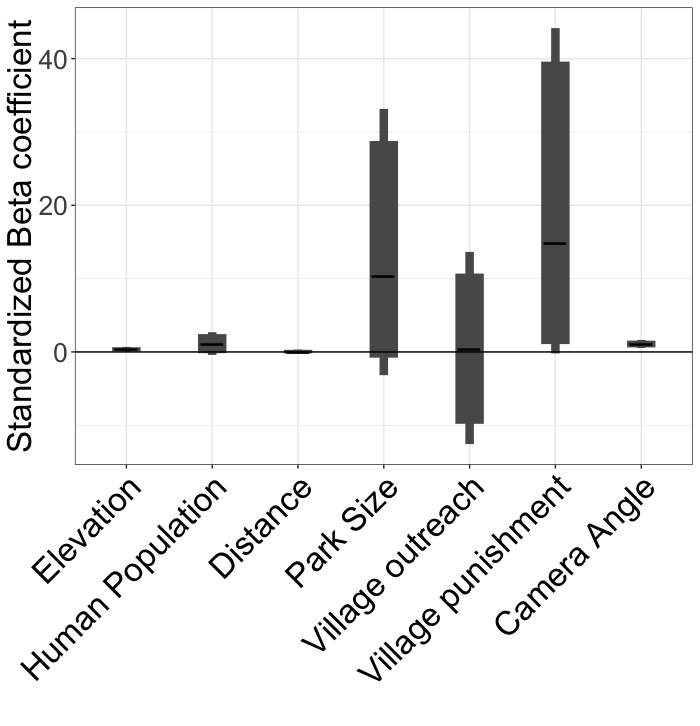 Standardized Beta coefficient
40
20
0
Elevation
Human Population
Distance
Park Size
Village outreach
Village punishment
Camera Angle